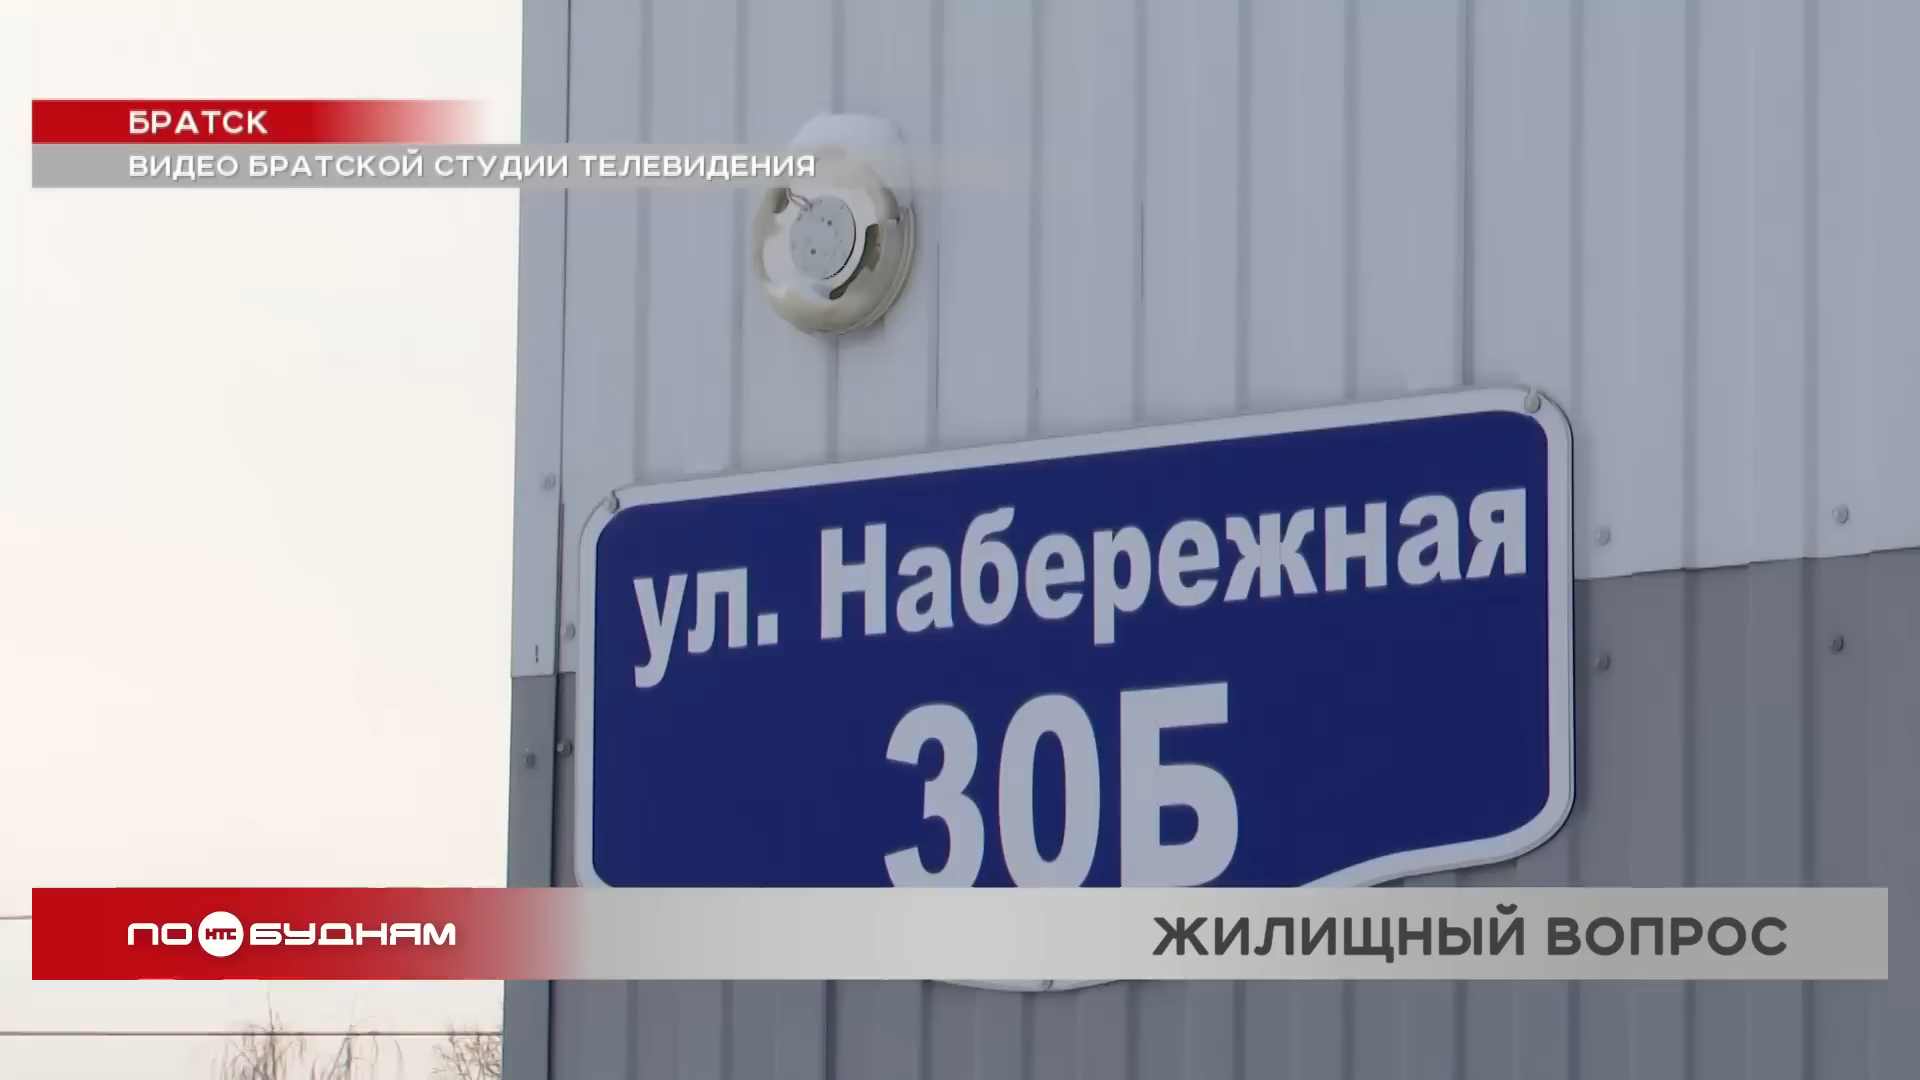 БРАТСК
ВИДЕО БРАТСКОЙ СТУДИИ ТЕЛЕВИДЕНИЯ
ул. Набережная
30Б
ПО НТС БУДНЯМ
ЖИЛИЩНЫЙ ВОПРОС